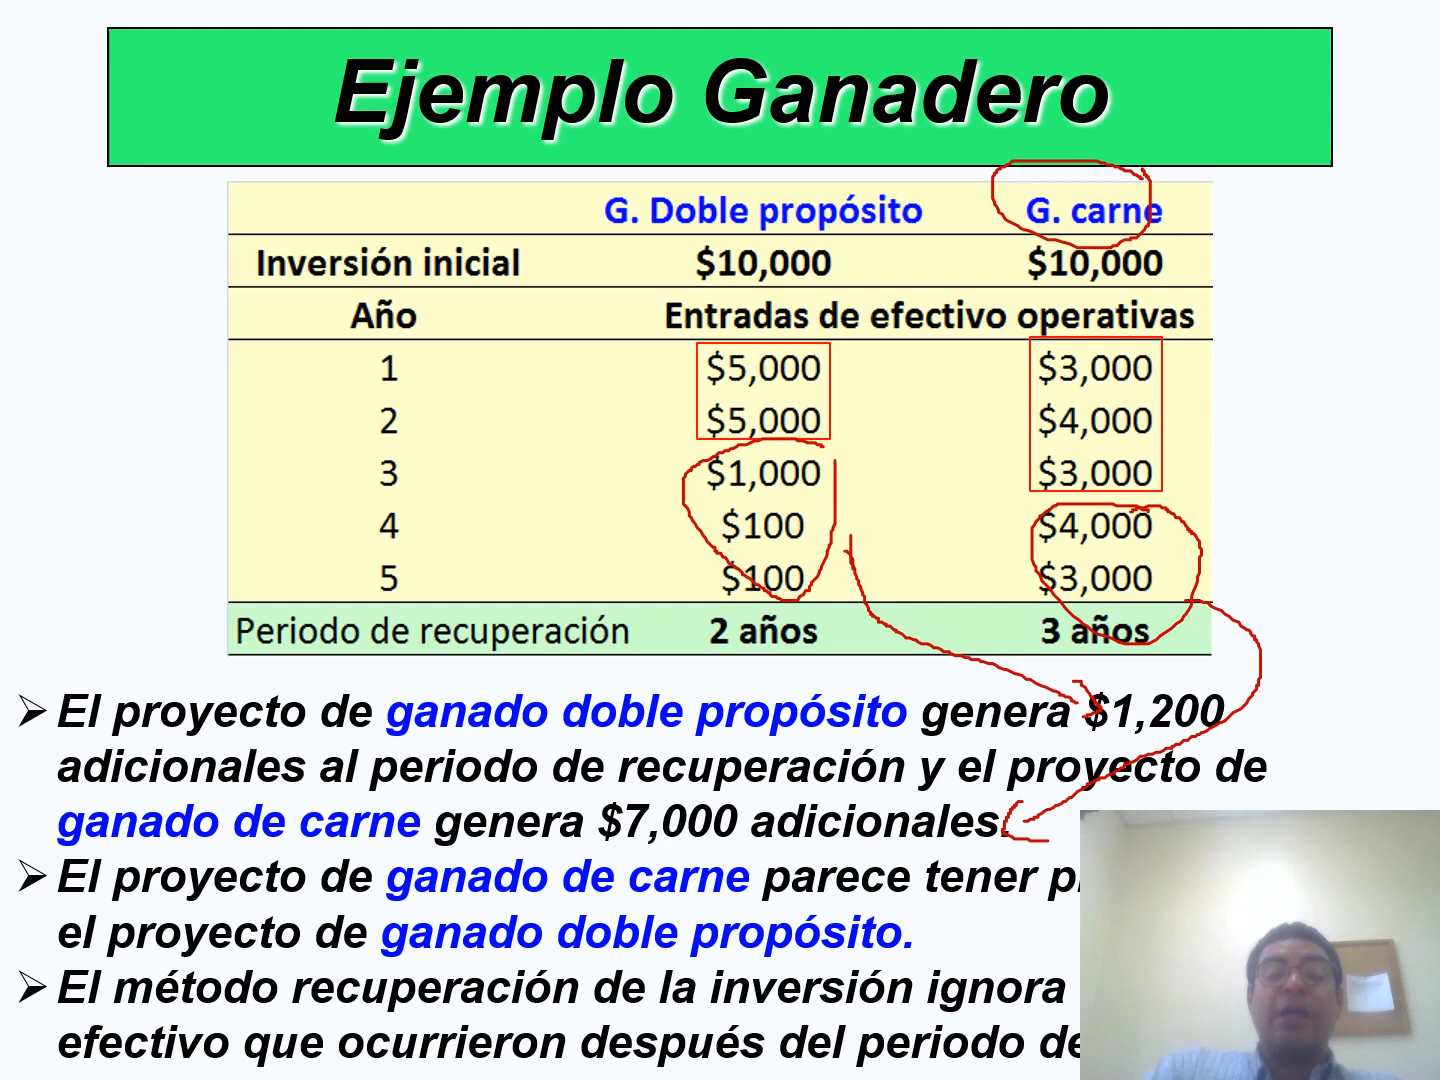 Ejemplo Ganadero
G. Doble propósito G. carne
Inversión inicial $10,000 $10,000
Año Entradas de efectivo operativas
1 $5,000 $3,000
2 $5,000 $4,000
3 $1,000 $3,000
4 $100 $4,000
5 $100 $3,000
Periodo de recuperación 2 años 3 años
El proyecto de ganado doble propósito genera $1,200
adicionales al periodo de recuperación y el proyecto de
ganado de carne genera $7,000 adicionales.
El proyecto de ganado de carne parece tener
el proyecto de ganado doble propósito.
El método recuperación de la inversión ignora
efectivo que ocurrieron después del periodo de